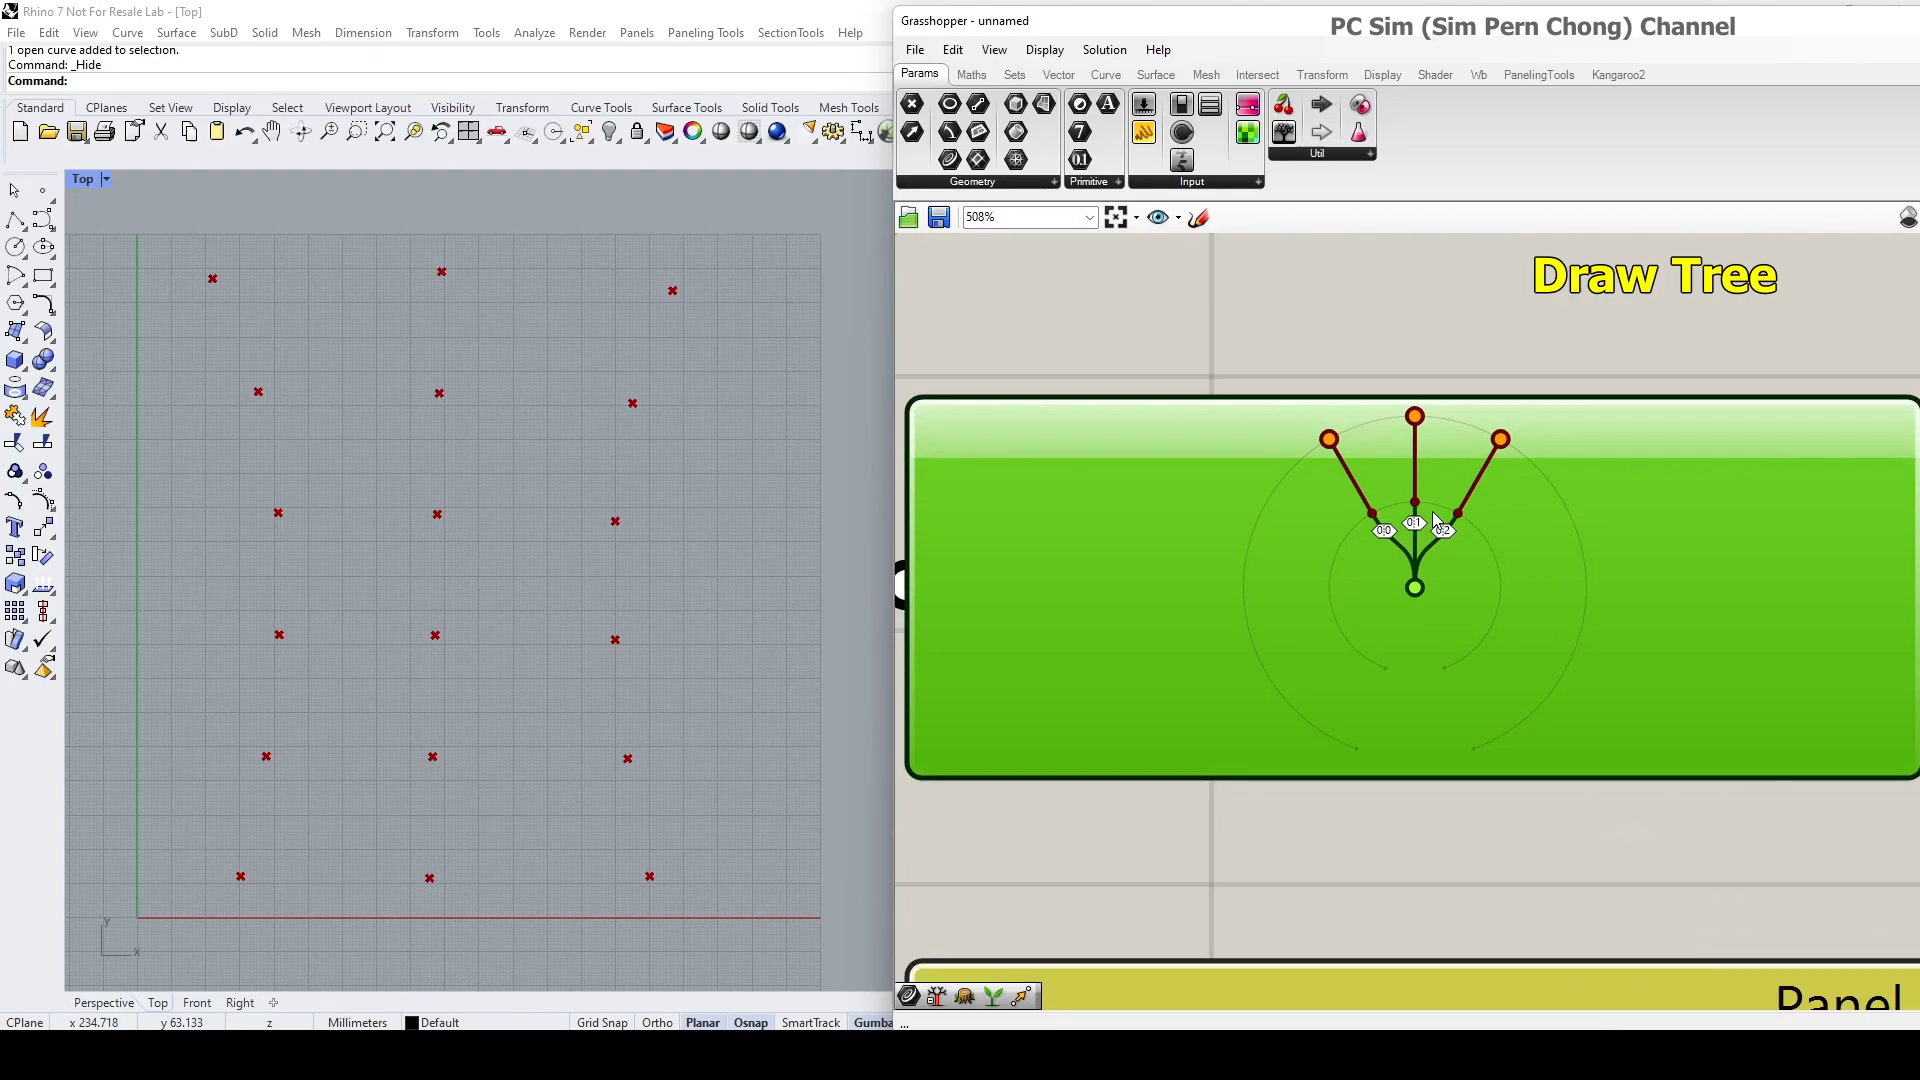 Rhino 7 Not For Resale Lab - [Top]
File Edit View Curve Surface SubD Solid Mesh Dimension Transform Tools Analyze Render Panels Paneling Tools SectionTools Help
1 open curve added to selection.
Command: _Hide
Command:
Standard CPlanes Set View Display Select Viewport Layout Visibility Transform Curve Tools Surface Tools Solid Tools Mesh Tools
Top
y
x
Perspective Top Front Right
CPlane x 234.718 y 63.133 z Millimeters Default Grid Snap Ortho Planar Osnap SmartTrack Gumba
Grasshopper - unnamed
PC Sim (Sim Pern Chong) Channel
File Edit View Display Solution Help
Params Maths Sets Vector Curve Surface Mesh Intersect Transform Display Shader Wb PanelingTools Kangaroo2
Geometry Primitive Input Util
508%
Draw Tree
0;0 0;1 0;2
Panel
...